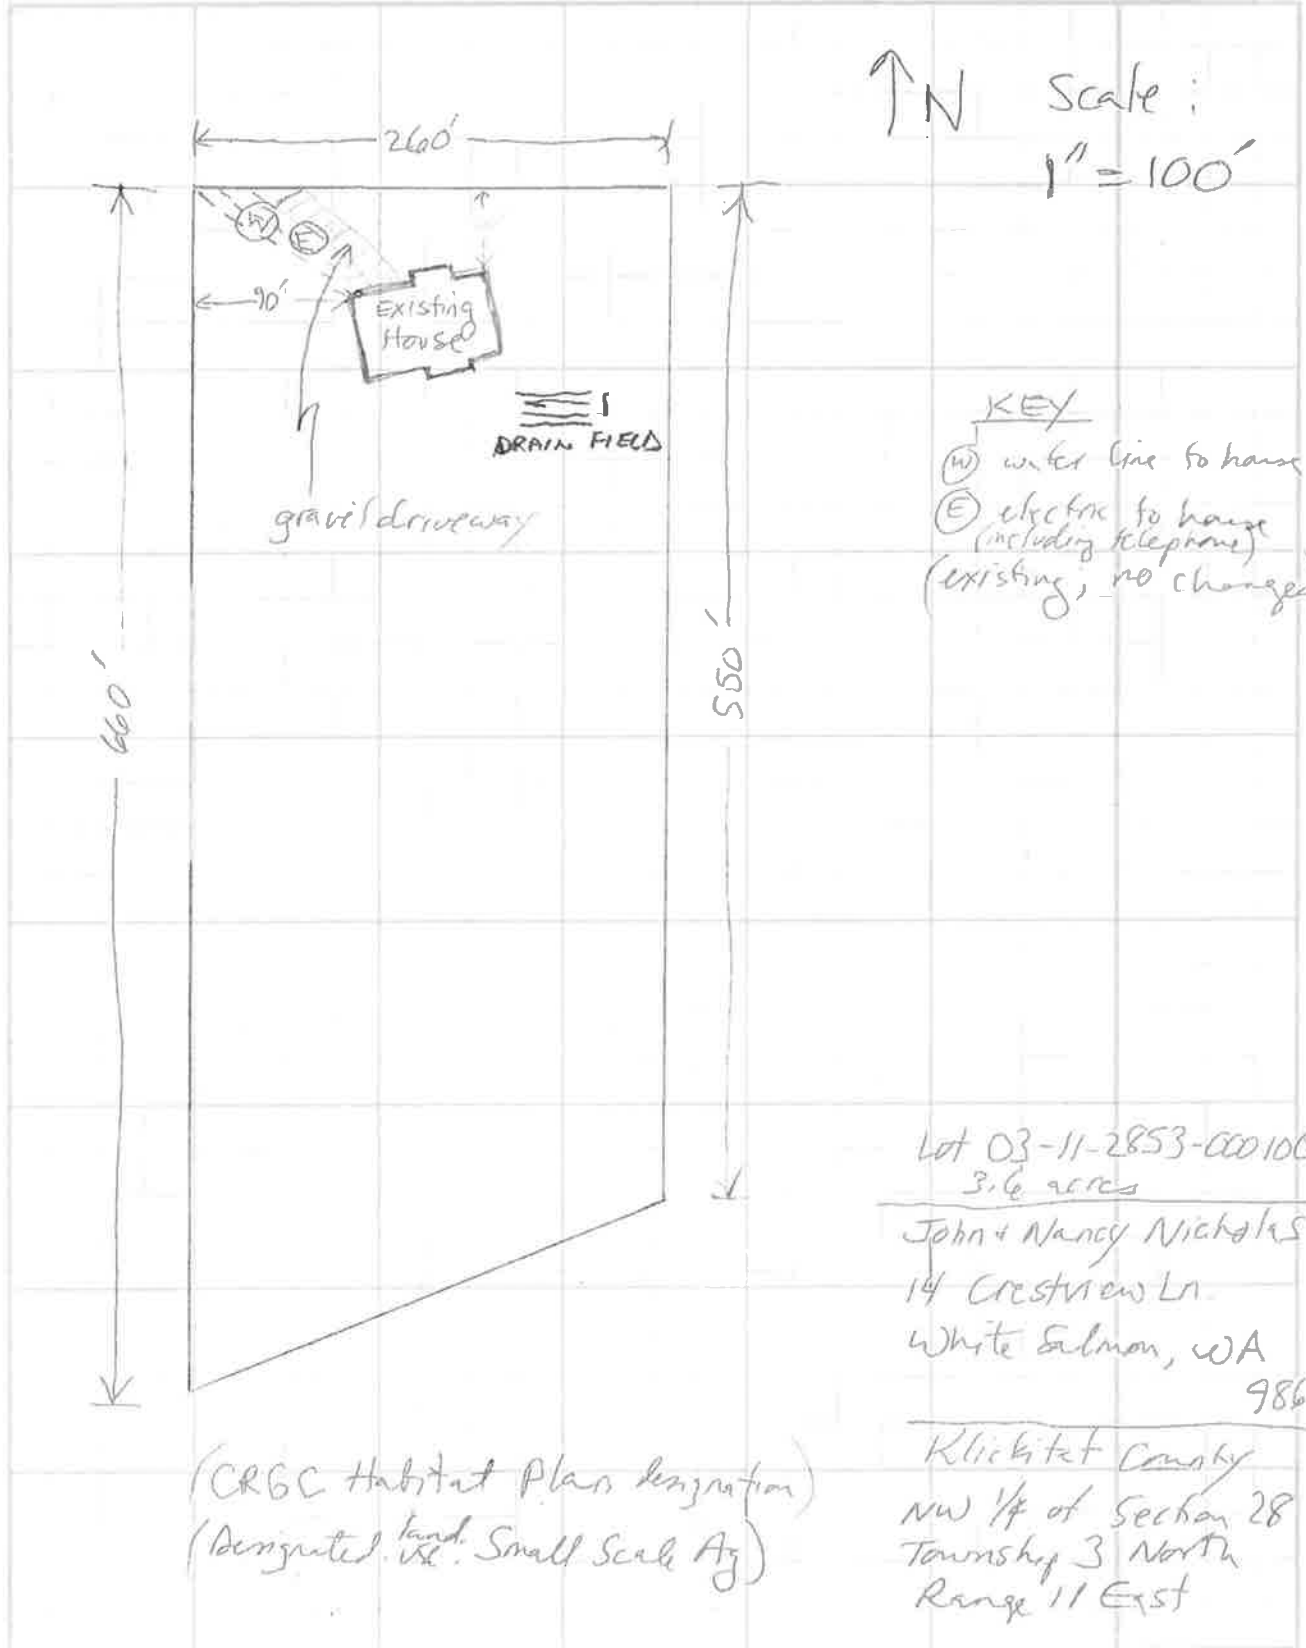 ↑N Scale:
1" = 100'
260'
W E
90'
Existing
House
DRAIN FIELD
gravel driveway
660'
550'
KEY
(W) water line to house
(E) electric to house
(including telephone)
(existing, no changes
Lot 03-11-2853-000100
3.6 acres
John + Nancy Nicholas
14 Crestview Ln
White Salmon, WA
986
Klickitat County
NW 1/4 of Section 28
Township 3 North
Range 11 East
(CRGC Habitat Plan designation)
(Designated land use: Small Scale Ag)